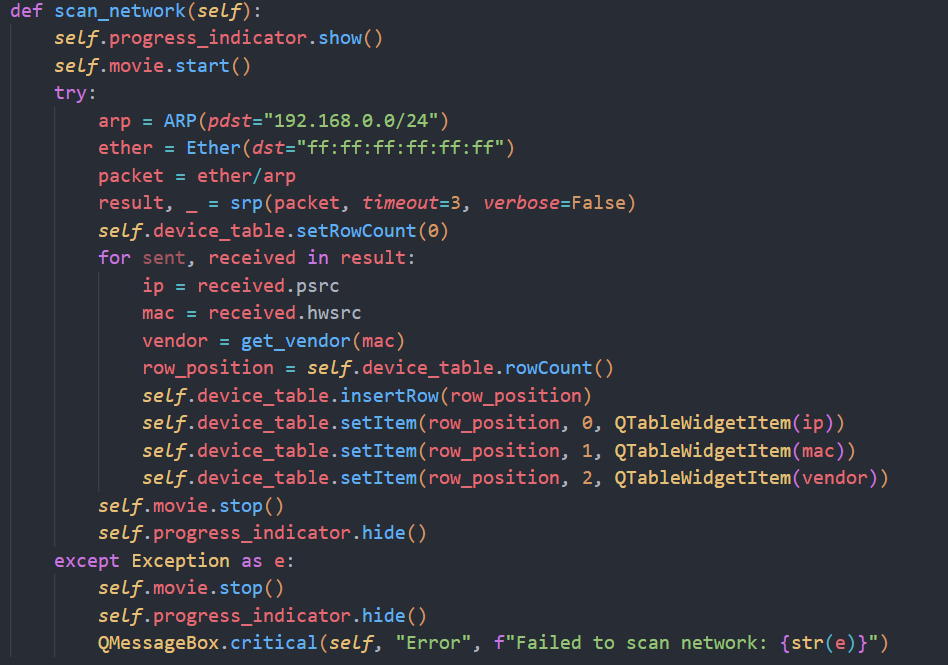 def scan_network(self):
    self.progress_indicator.show()
    self.movie.start()
    try:
        arp = ARP(pdst="192.168.0.0/24")
        ether = Ether(dst="ff:ff:ff:ff:ff:ff")
        packet = ether/arp
        result, _ = srp(packet, timeout=3, verbose=False)
        self.device_table.setRowCount(0)
        for sent, received in result:
            ip = received.psrc
            mac = received.hwsrc
            vendor = get_vendor(mac)
            row_position = self.device_table.rowCount()
            self.device_table.insertRow(row_position)
            self.device_table.setItem(row_position, 0, QTableWidgetItem(ip))
            self.device_table.setItem(row_position, 1, QTableWidgetItem(mac))
            self.device_table.setItem(row_position, 2, QTableWidgetItem(vendor))
        self.movie.stop()
        self.progress_indicator.hide()
    except Exception as e:
        self.movie.stop()
        self.progress_indicator.hide()
        QMessageBox.critical(self, "Error", f"Failed to scan network: {str(e)}")